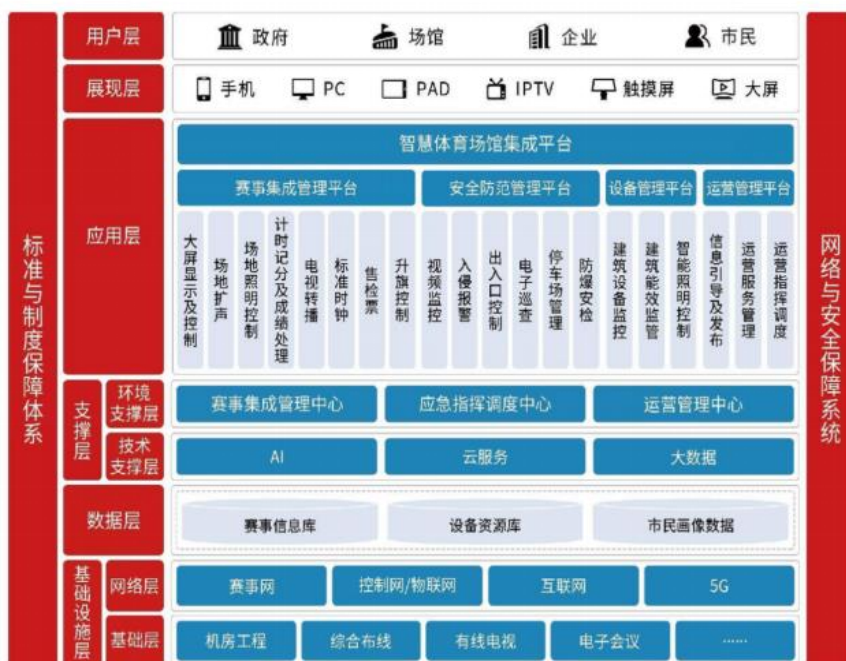 标准与制度保障体系
网络与安全保障系统
用户层
政府
场馆
企业
市民
展现层
手机
PC
PAD
IPTV
触摸屏
大屏
应用层
智慧体育场馆集成平台
赛事集成管理平台
安全防范管理平台
设备管理平台
运营管理平台
大屏显示及控制
场地扩声
场地照明控制
计时记分及成绩处理
电视转播
标准时钟
售检票
升旗控制
视频监控
入侵报警
出入口控制
电子巡查
停车场管理
防爆安检
建筑设备监控
建筑能效监管
智能照明控制
信息引导及发布
运营服务管理
运营指挥调度
支撑层
环境
支撑层
赛事集成管理中心
应急指挥调度中心
运营管理中心
技术
支撑层
AI
云服务
大数据
数据层
赛事信息库
设备资源库
市民画像数据
基础设施层
网络层
赛事网
控制网/物联网
互联网
5G
基础层
机房工程
综合布线
有线电视
电子会议
……